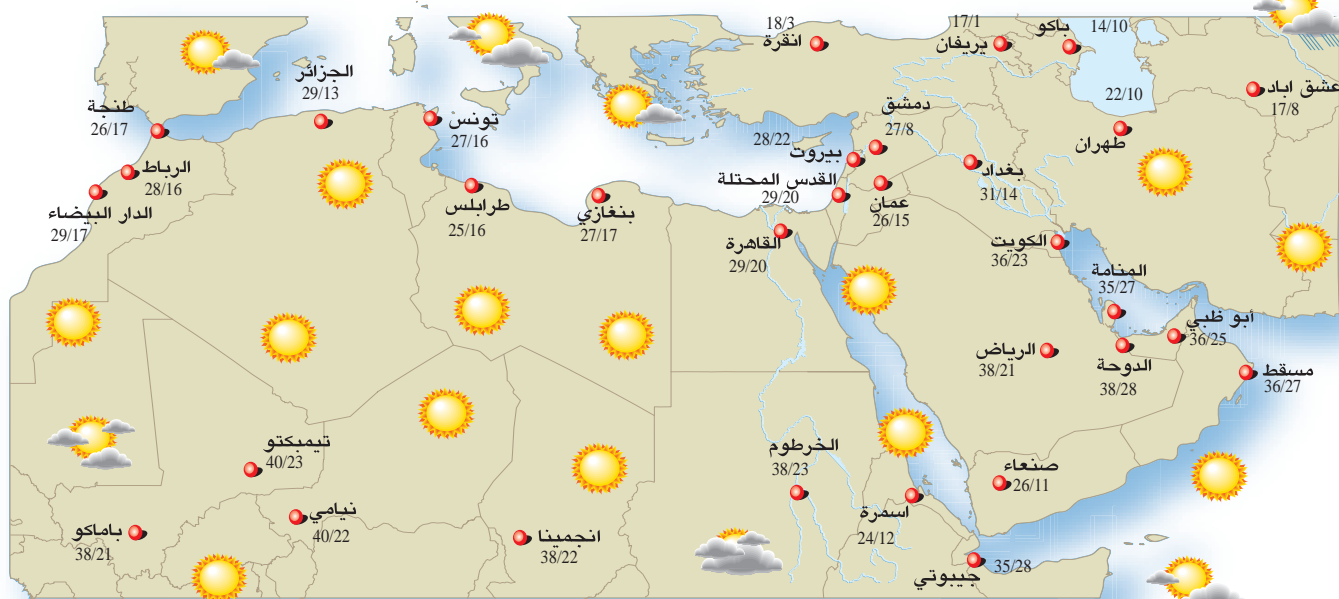 18/3
انقرة
17/1
يريفان
باكو
14/10
عشق اباد
17/8
22/10
طهران
الجزائر
29/13
طنجة
26/17
تونس
27/16
دمشق
27/8
28/22
بيروت
القدس المحتلة
29/20
عمان
26/15
بغداد
31/14
الرباط
28/16
الدار البيضاء
29/17
طرابلس
25/16
بنغازي
27/17
القاهرة
29/20
الكويت
36/23
المنامة
35/27
أبو ظبي
36/25
الرياض
38/21
الدوحة
38/28
مسقط
36/27
تيمبكتو
40/23
الخرطوم
38/23
صنعاء
26/11
باماكو
38/21
نيامي
40/22
انجمينا
38/22
اسمرة
24/12
جيبوتي
35/28